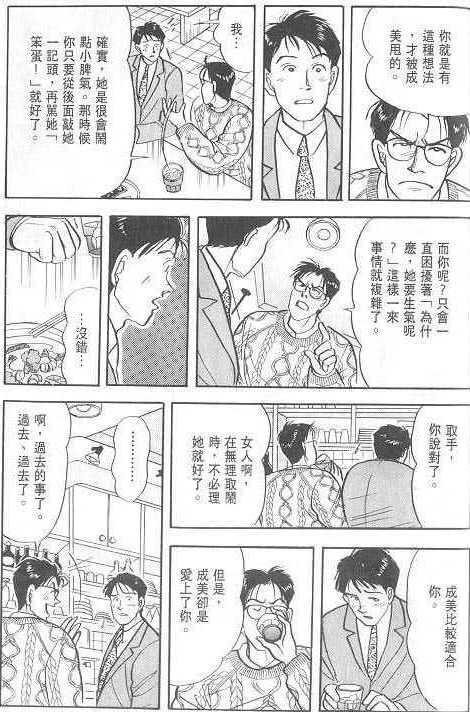 你就是有
這種想法
，才被成
美甩的。
我…
確實，她是很會鬧
點小脾氣。那時候
你只要從後面敲她
一記頭，再罵她「
笨蛋！」就好了。
而你呢？只會一
直困擾著「為什
麼，她要生氣呢
？」這樣一來
事情就複雜了。
…沒錯…
取手，
你說對了。
女人啊，
在無理取鬧
時，不必理
她就好了。
………
啊，過去的事了。
過去、過去了。
成美比較適合
你。
但是，
成美卻是
愛上了你。